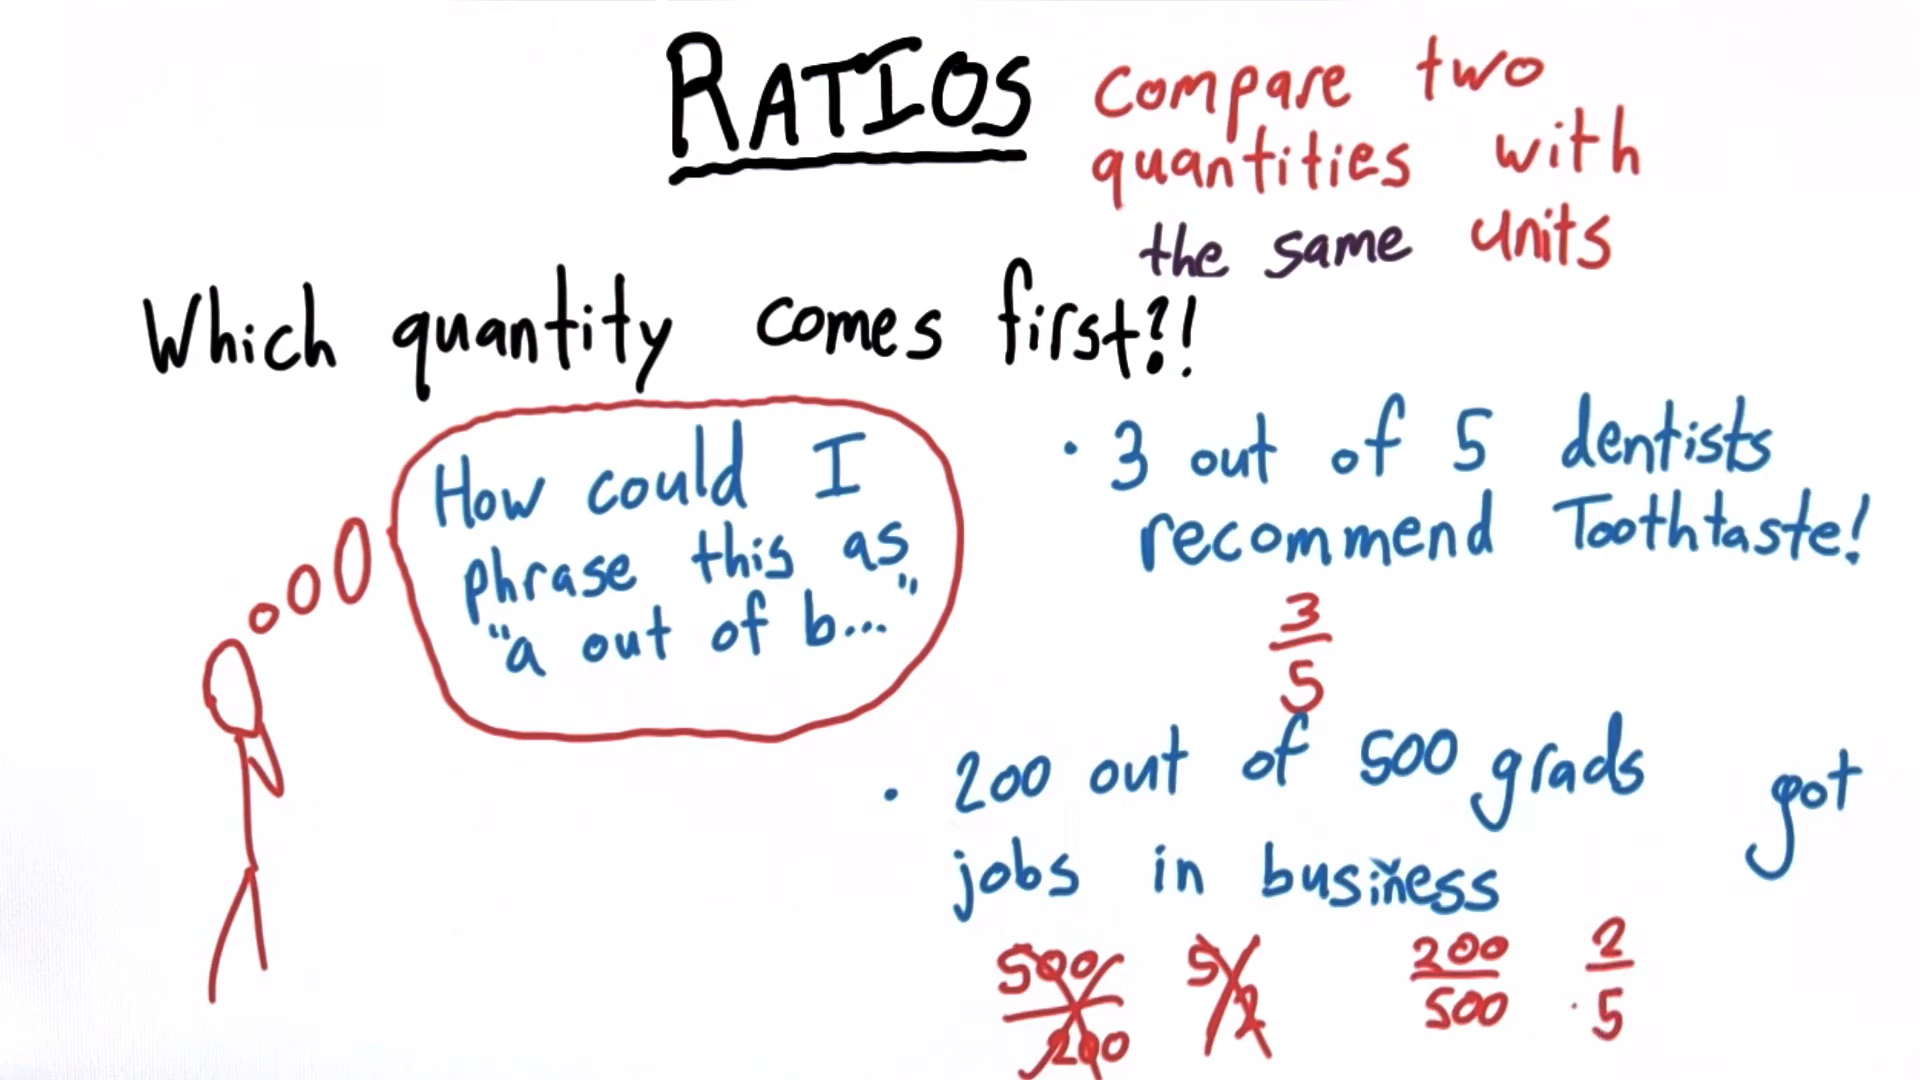 RATIOS
compare two
quantities with
the same units
Which quantity comes first?!
How could I
phrase this as
"a out of b..."
• 3 out of 5 dentists
recommend Toothtaste!
3
5
• 200 out of 500 grads got
jobs in business
500 5 200 2
200 2 500 5